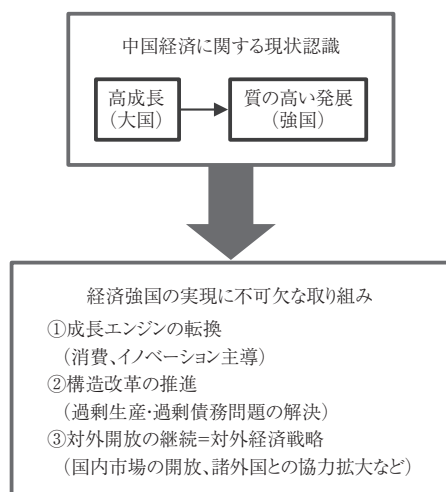 中国経済に関する現状認識
高成長
(大国)
質の高い発展
(強国)
経済強国の実現に不可欠な取り組み
①成長エンジンの転換
(消費、イノベーション主導)
②構造改革の推進
(過剰生産・過剰債務問題の解決)
③対外開放の継続=対外経済戦略
(国内市場の開放、諸外国との協力拡大など)